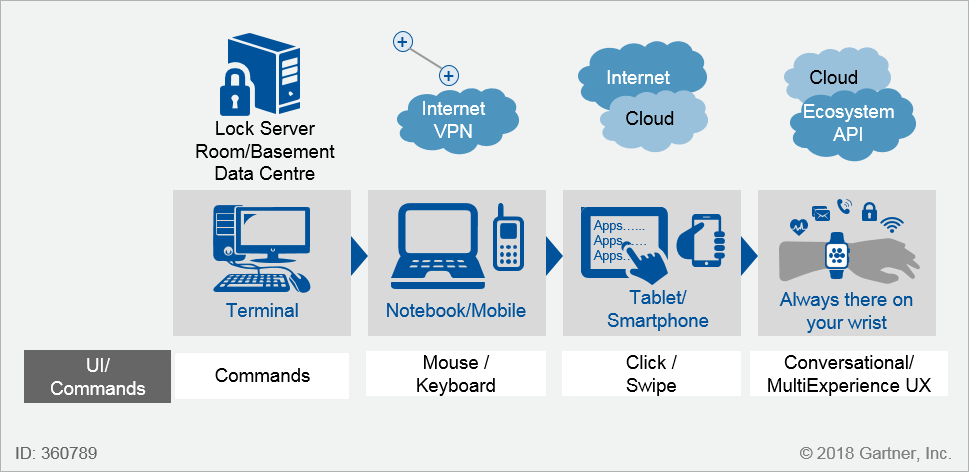 Lock Server
Room/Basement
Data Centre
Internet
VPN
Internet
Cloud
Cloud
Ecosystem
API
Terminal
Notebook/Mobile
Apps......
Apps......
Apps..
Tablet/
Smartphone
Always there on
your wrist
UI/
Commands
Commands
Mouse /
Keyboard
Click /
Swipe
Conversational/
MultiExperience UX
ID: 360789
© 2018 Gartner, Inc.